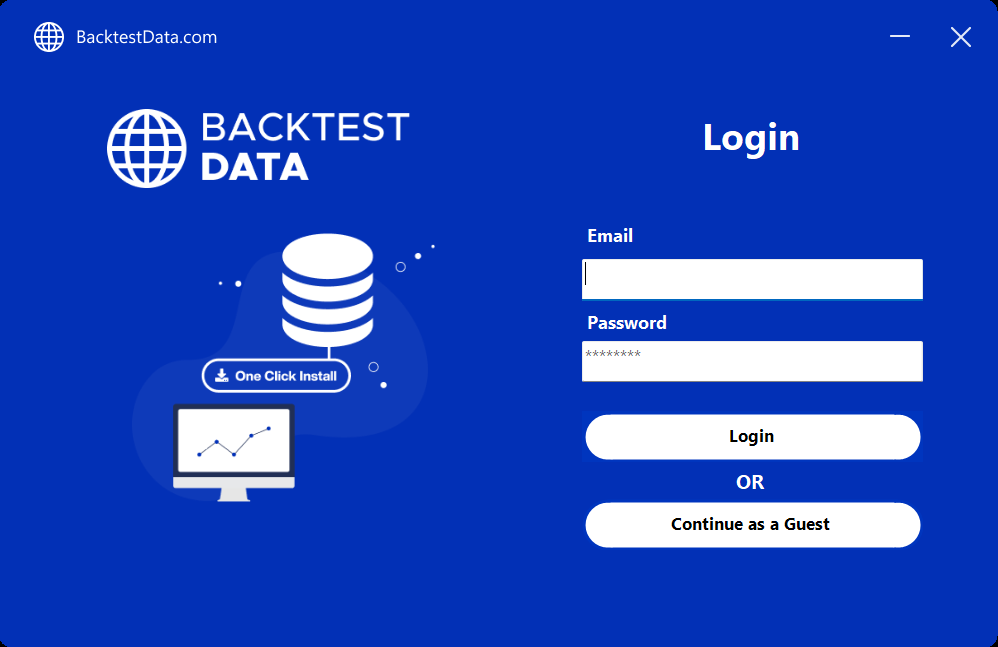 BacktestData.com
BACKTEST
DATA
One Click Install
Login
Email
Password
********
Login
OR
Continue as a Guest